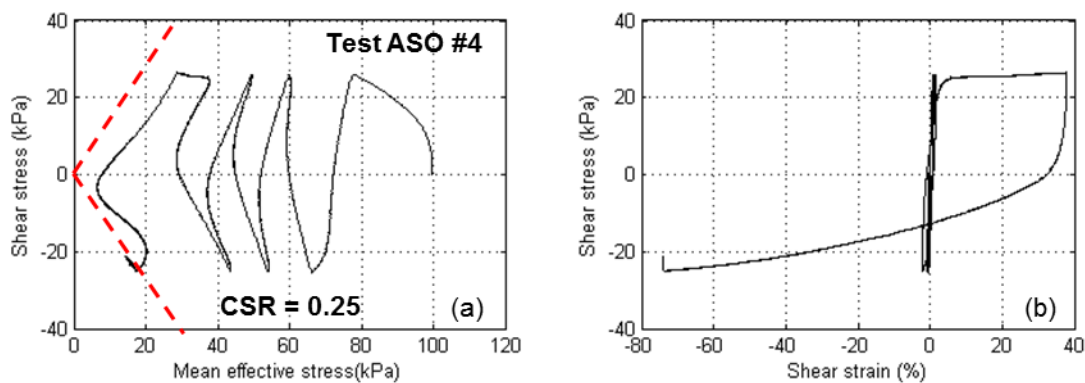 Test ASO #4
CSR = 0.25
(a)
Shear stress (kPa)
40
20
0
-20
-40
0 20 40 60 80 100 120
Mean effective stress(kPa)
(b)
Shear stress (kPa)
40
20
0
-20
-40
-80 -60 -40 -20 0 20 40
Shear strain (%)